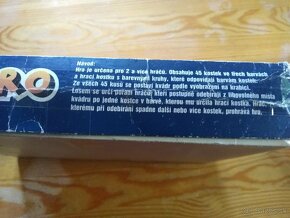 RO
Návod:
Hra je určena pro 2 a více hráčů. Obsahuje 45 kostek ve třech barvách
a hrací kostku s barevnými kruhy, které odpovídají barvám kostek.
Ze všech 45 kusů se postaví kvádr podle vyobrazení na krabici.
Losem se určí pořadí hráčů, kteří postupně odebírají z libovolného místa
kvádru po jedné kostce v barvě, kterou mu určila hrací kostka. Hráč,
kterému při odebírání spadne další nebo více kostek, prohrává hru.